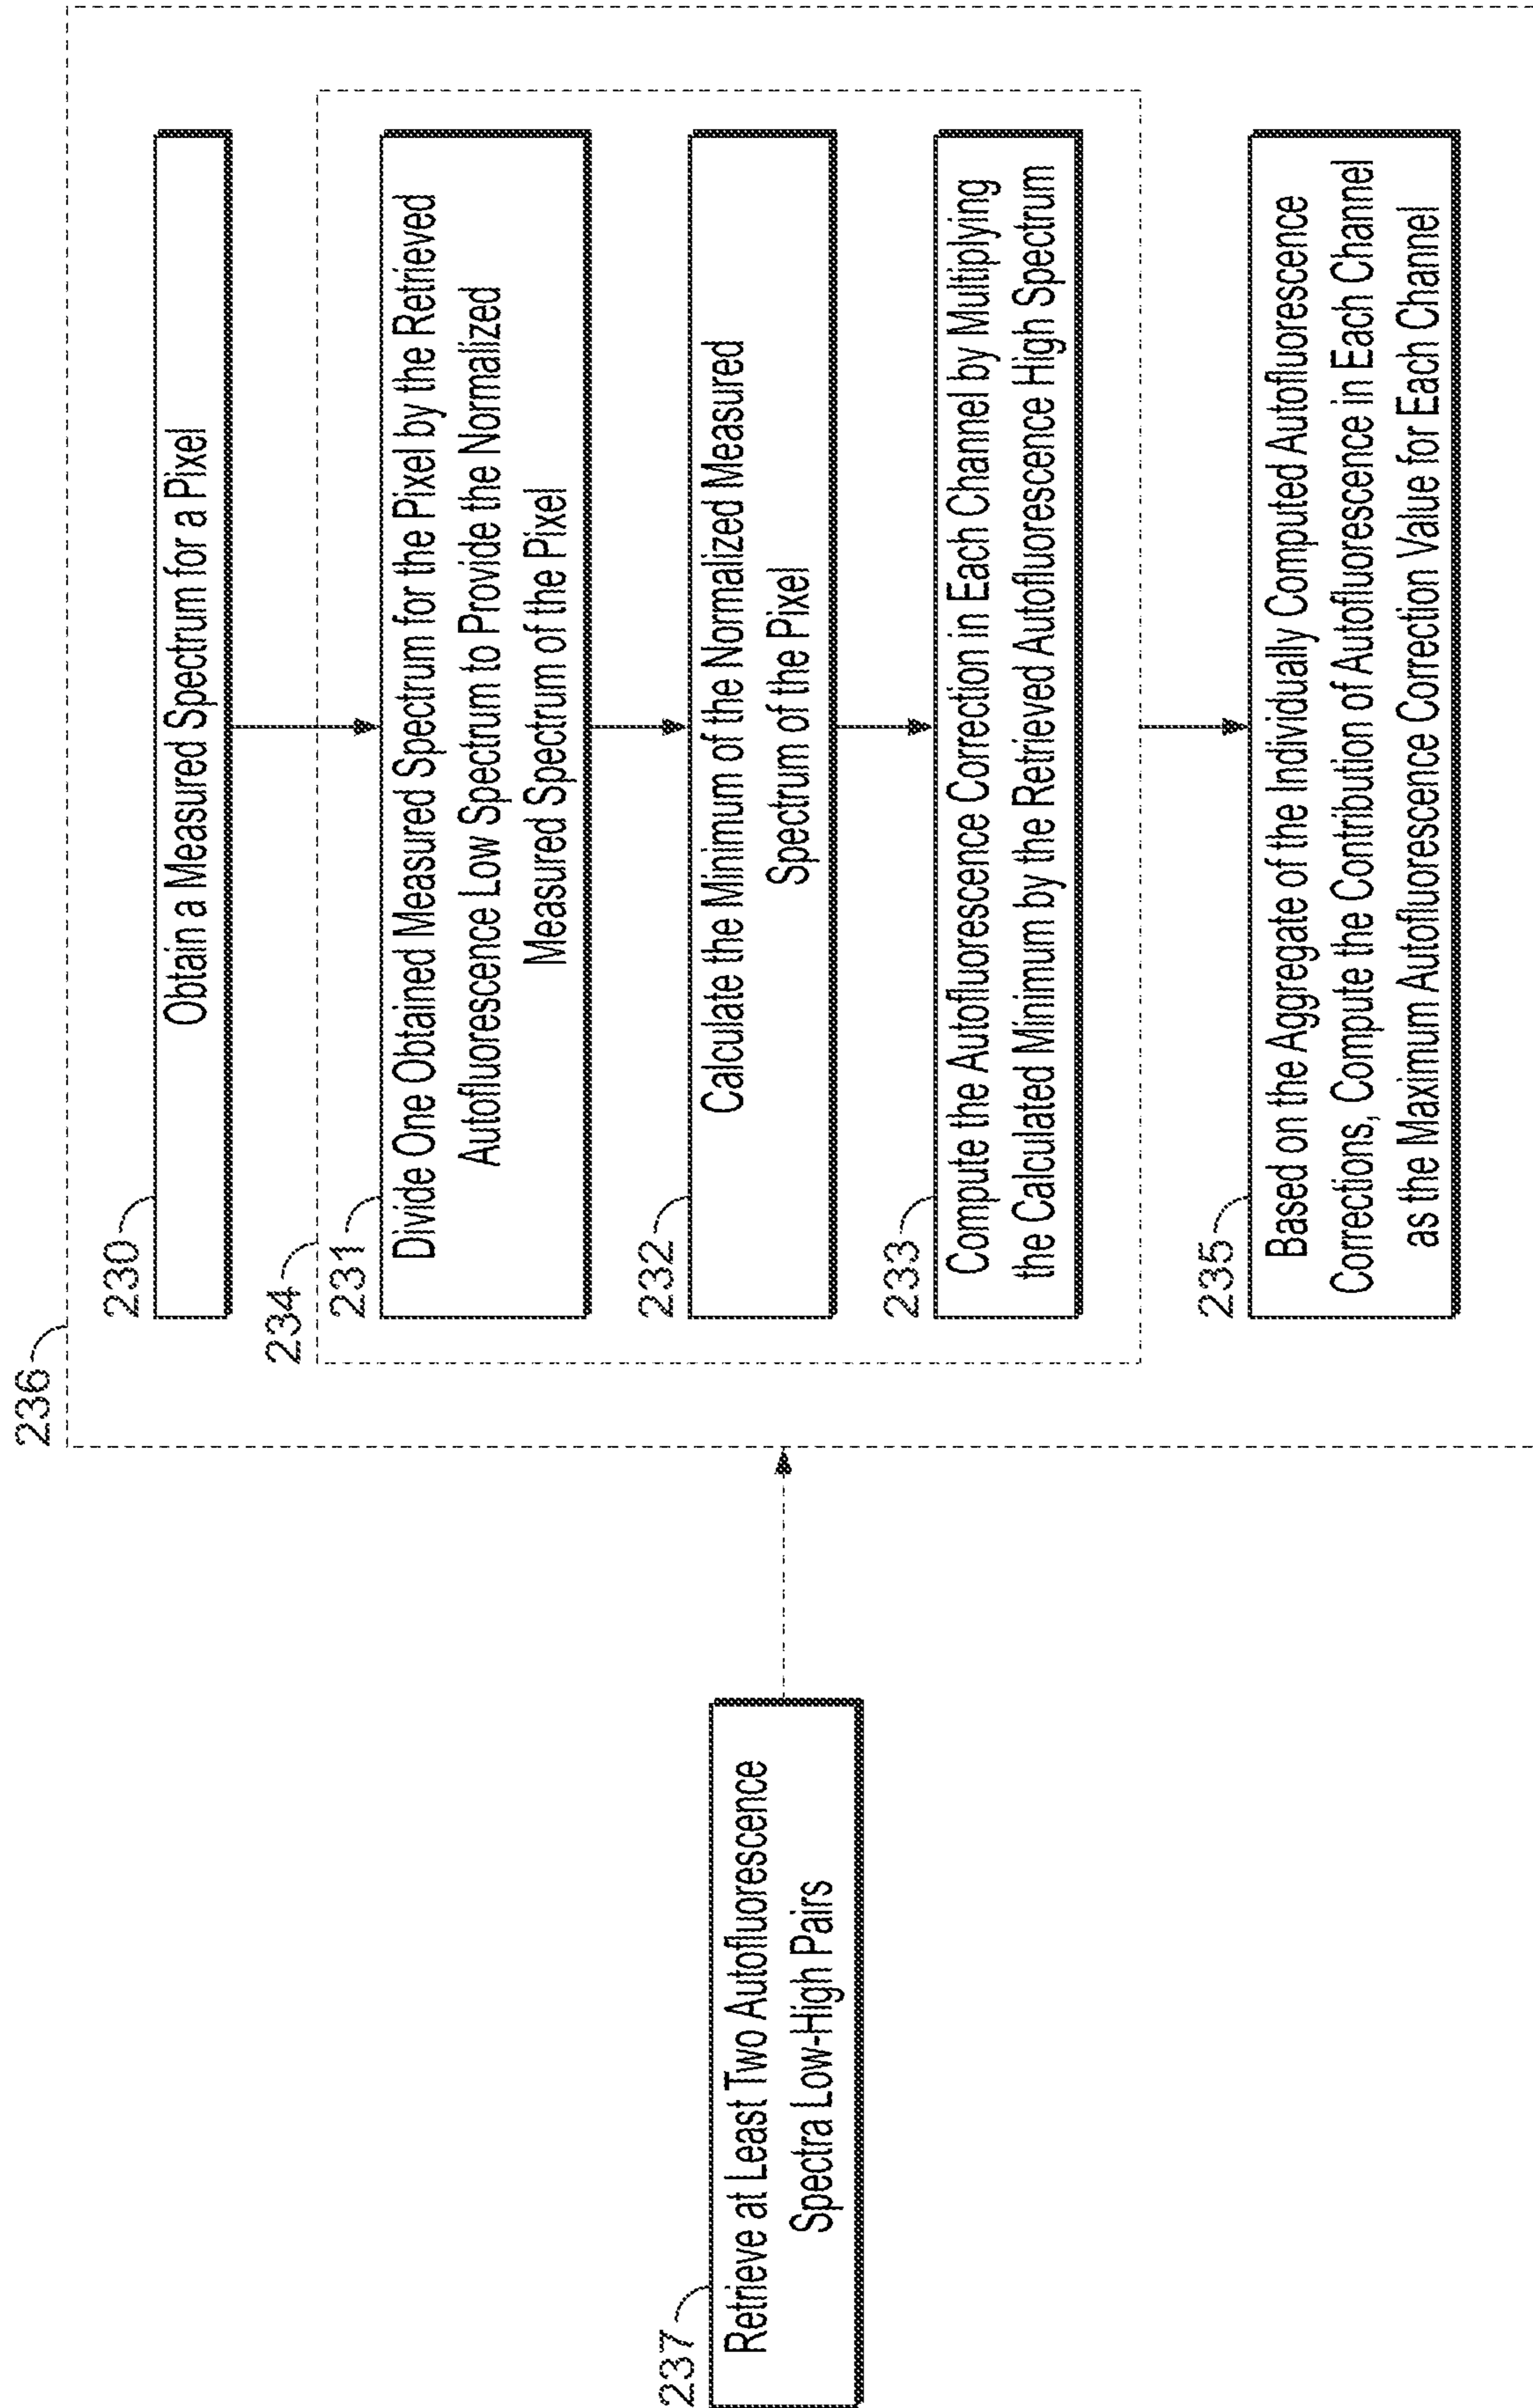 237
Retrieve at Least Two Autofluorescence
Spectra Low-High Pairs
236
230
Obtain a Measured Spectrum for a Pixel
234
231
Divide One Obtained Measured Spectrum for the Pixel by the Retrieved
Autofluorescence Low Spectrum to Provide the Normalized
Measured Spectrum of the Pixel
232
Calculate the Minimum of the Normalized Measured
Spectrum of the Pixel
233
Compute the Autofluorescence Correction in Each Channel by Multiplying
the Calculated Minimum by the Retrieved Autofluorescence High Spectrum
235
Based on the Aggregate of the Individually Computed Autofluorescence
Corrections, Compute the Contribution of Autofluorescence in Each Channel
as the Maximum Autofluorescence Correction Value for Each Channel